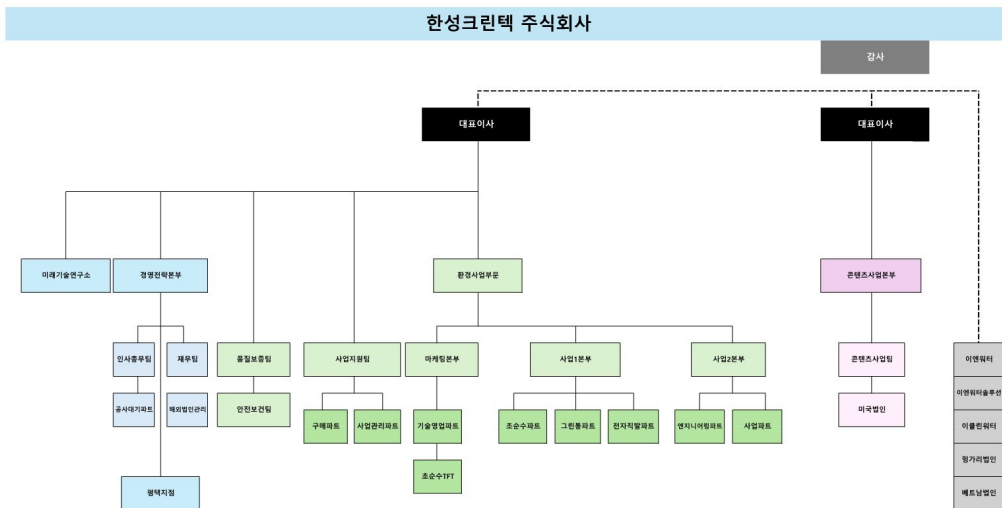 한성크린텍 주식회사
감사
대표이사
대표이사
미래기술연구소
경영전략본부
환경사업부문
콘텐츠사업본부
인사총무팀
재무팀
품질보증팀
사업지원팀
마케팅본부
사업1본부
사업2본부
콘텐츠사업팀
이엔워터
공사대기파트
해외법인관리
안전보건팀
구매파트
사업관리파트
기술영업파트
초순수파트
그린통파트
전자직발파트
엔지니어링파트
사업파트
미국법인
이엔워터솔루션
이클린워터
초순수TFT
헝가리법인
평택지점
베트남법인